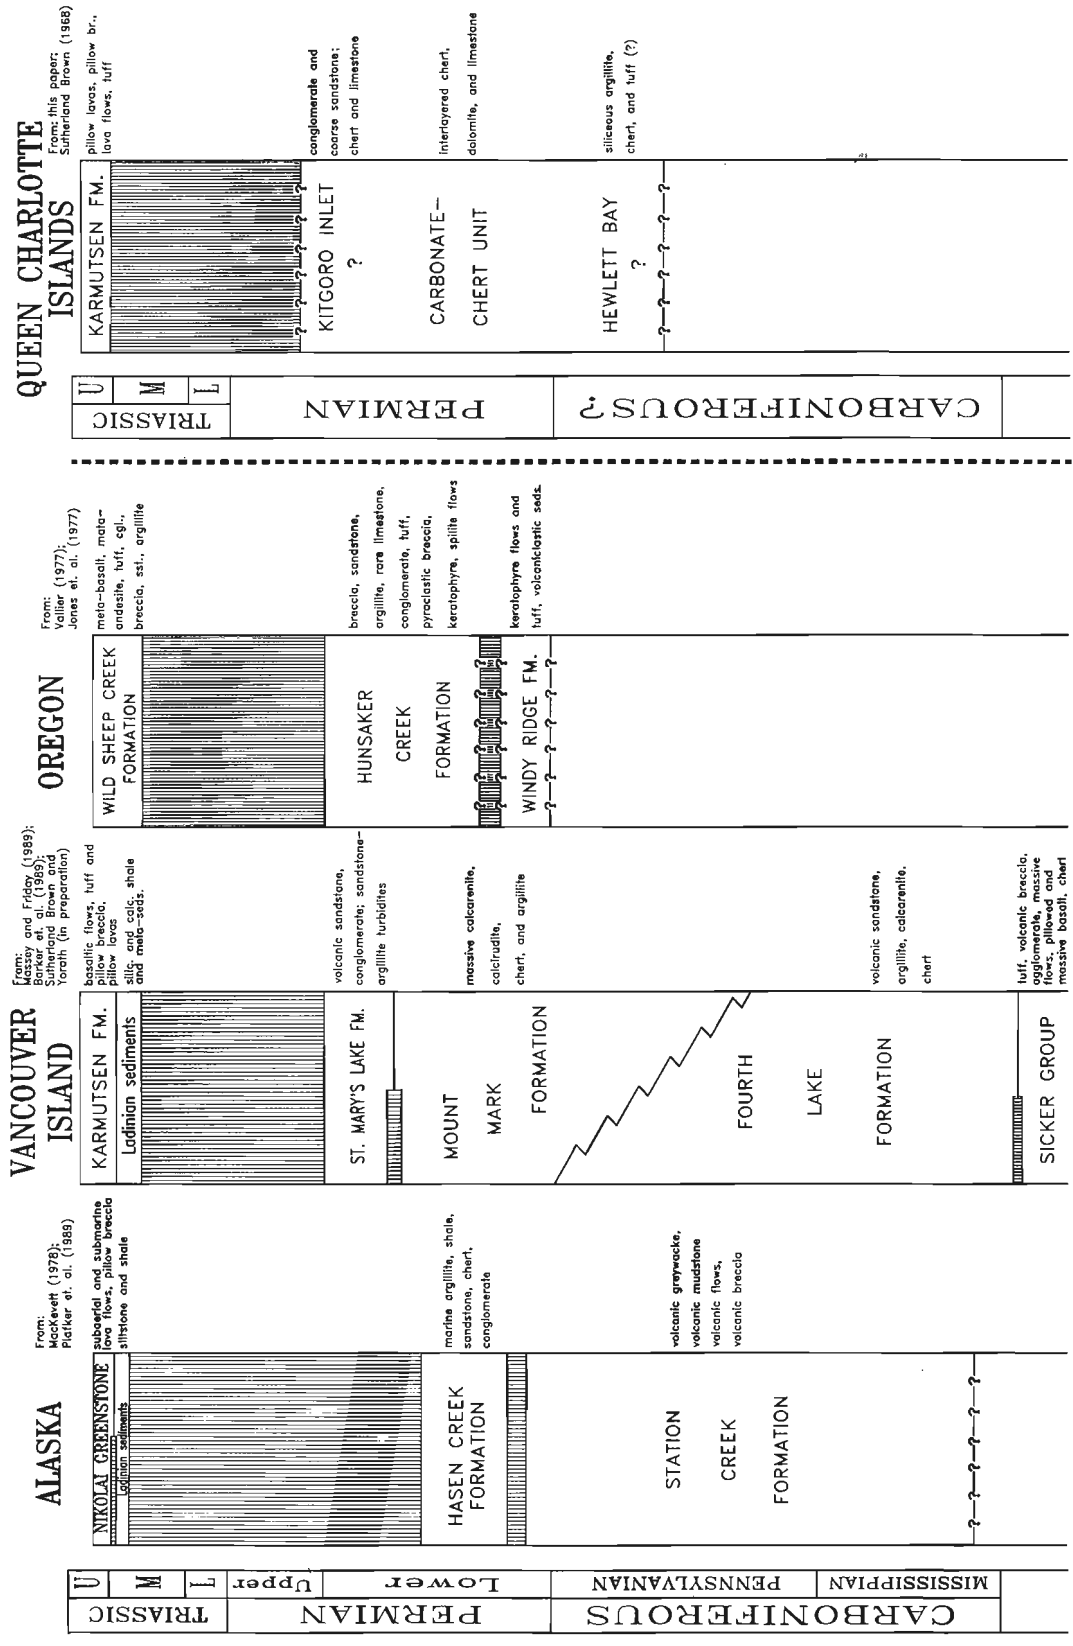 ALASKA
From:
MacKevett (1978);
Plafker et. al. (1989)
NIKOLAI GREENSTONE
Ladinian sediments
subaerial and submarine
lava flows, pillow breccia
siltstone and shale
HASEN CREEK
FORMATION
marine argillite, shale,
sandstone, chert,
conglomerate
STATION
CREEK
FORMATION
volcanic greywacke,
volcanic mudstone
volcanic flows,
volcanic breccia
?—?—?—?—?—?
TRIASSIC
U
M
L
PERMIAN
Upper
Lower
CARBONIFEROUS
PENNSYLVANIAN
MISSISSIPPIAN
VANCOUVER
ISLAND
From:
Massey and Friday (1989);
Barker et. al. (1989);
Sutherland Brown and
Yorath (in preparation)
KARMUTSEN FM.
Ladinian sediments
basaltic flows, tuff and
pillow breccia,
pillow lavas
silic. and calc. shale
and meta-seds.
ST. MARY'S LAKE FM.
volcanic sandstone,
conglomerate; sandstone-
argillite turbidites
MOUNT
MARK
FORMATION
massive calcarenite,
calcirudite,
chert, and argillite
FOURTH
LAKE
FORMATION
volcanic sandstone,
argillite, calcarenite,
chert
SICKER GROUP
tuff, volcanic breccia,
agglomerate, massive
flows, pillowed and
massive basalt, chert
OREGON
From:
Vallier (1977);
Jones et. al. (1977)
WILD SHEEP CREEK
FORMATION
meta-basalt, mata-
andesite, tuff, cgl.,
breccia, sst., argillite
HUNSAKER
CREEK
FORMATION
breccia, sandstone,
argillite, rare limestone,
conglomerate, tuff,
pyroclastic breccia,
keratophyre, spilite flows
? ? ? ? ? ?
? ? ? ? ? ?
WINDY RIDGE FM.
keratophyre flows and
tuff, volcaniclastic seds.
?—?—?—?—?—?
QUEEN CHARLOTTE
ISLANDS
From: this paper;
Sutherland Brown (1968)
KARMUTSEN FM.
pillow lavas, pillow br.,
lava flows, tuff
? ? ? ? ? ?
KITGORO INLET
?
conglomerate and
coarse sandstone;
chert and limestone
CARBONATE-
CHERT UNIT
interlayered chert,
dolomite, and limestone
HEWLETT BAY
?
siliceous argillite,
chert, and tuff (?)
?—?—?—?—?—?
TRIASSIC
U
M
L
PERMIAN
CARBONIFEROUS?